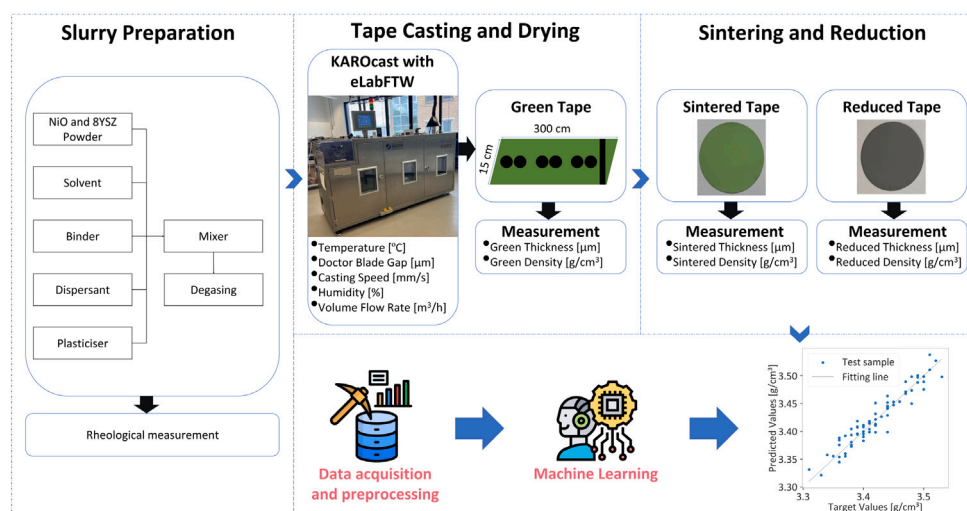 Slurry Preparation
NiO and 8YSZ
Powder
Solvent
Binder
Dispersant
Plasticiser
Mixer
Degasing
Rheological measurement
Tape Casting and Drying
KAROcast with
eLabFTW
●Temperature [°C]
●Doctor Blade Gap [µm]
●Casting Speed [mm/s]
●Humidity [%]
●Volume Flow Rate [m³/h]
Green Tape
300 cm
15 cm
Measurement
●Green Thickness [µm]
●Green Density [g/cm³]
Sintering and Reduction
Sintered Tape
Measurement
●Sintered Thickness [µm]
●Sintered Density [g/cm³]
Reduced Tape
Measurement
●Reduced Thickness [µm]
●Reduced Density [g/cm³]
Data acquisition
and preprocessing
Machine Learning
Test sample
Fitting line
Predicted Values [g/cm³]
3.50
3.45
3.40
3.35
3.30
3.3
3.4
3.5
Target Values [g/cm³]